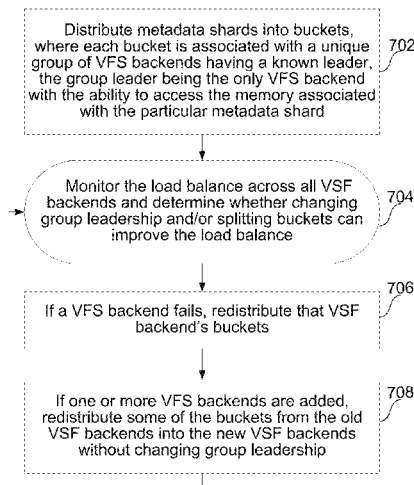 Distribute metadata shards into buckets,
where each bucket is associated with a unique
group of VFS backends having a known leader,
the group leader being the only VFS backend
with the ability to access the memory associated
with the particular metadata shard
702
Monitor the load balance across all VSF
backends and determine whether changing
group leadership and/or splitting buckets can
improve the load balance
704
If a VFS backend fails, redistribute that VSF
backend's buckets
706
If one or more VFS backends are added,
redistribute some of the buckets from the old
VSF backends into the new VSF backends
without changing group leadership
708